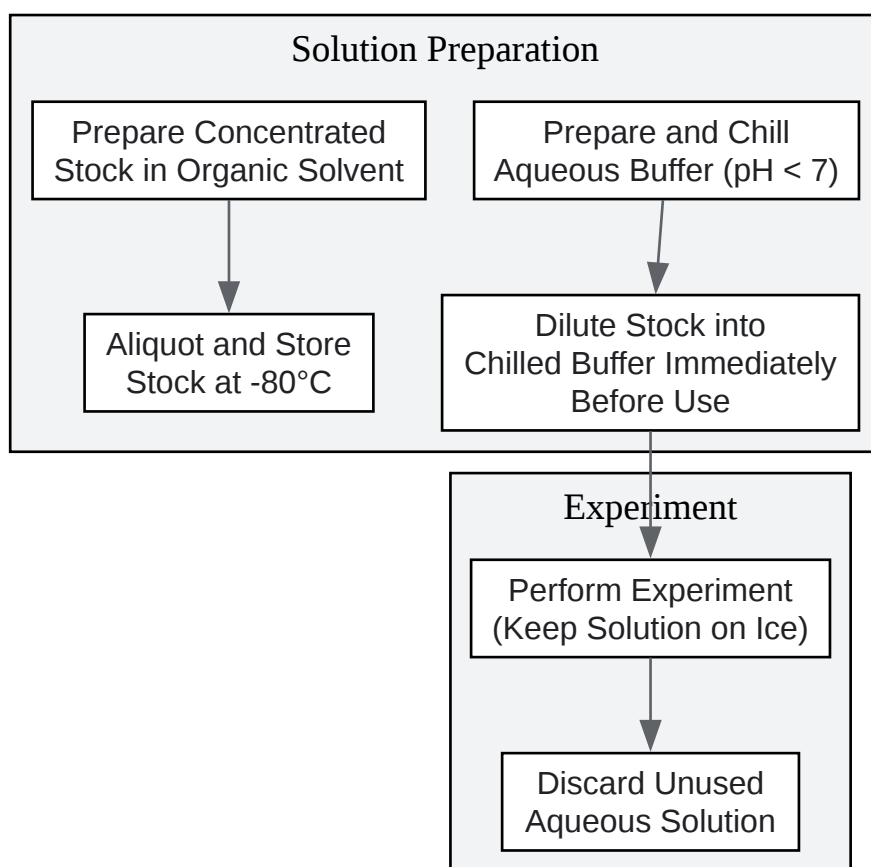 Solution Preparation
Prepare Concentrated
Stock in Organic Solvent
Prepare and Chill
Aqueous Buffer (pH < 7)
Aliquot and Store
Stock at -80°C
Dilute Stock into
Chilled Buffer Immediately
Before Use
Experiment
Perform Experiment
(Keep Solution on Ice)
Discard Unused
Aqueous Solution